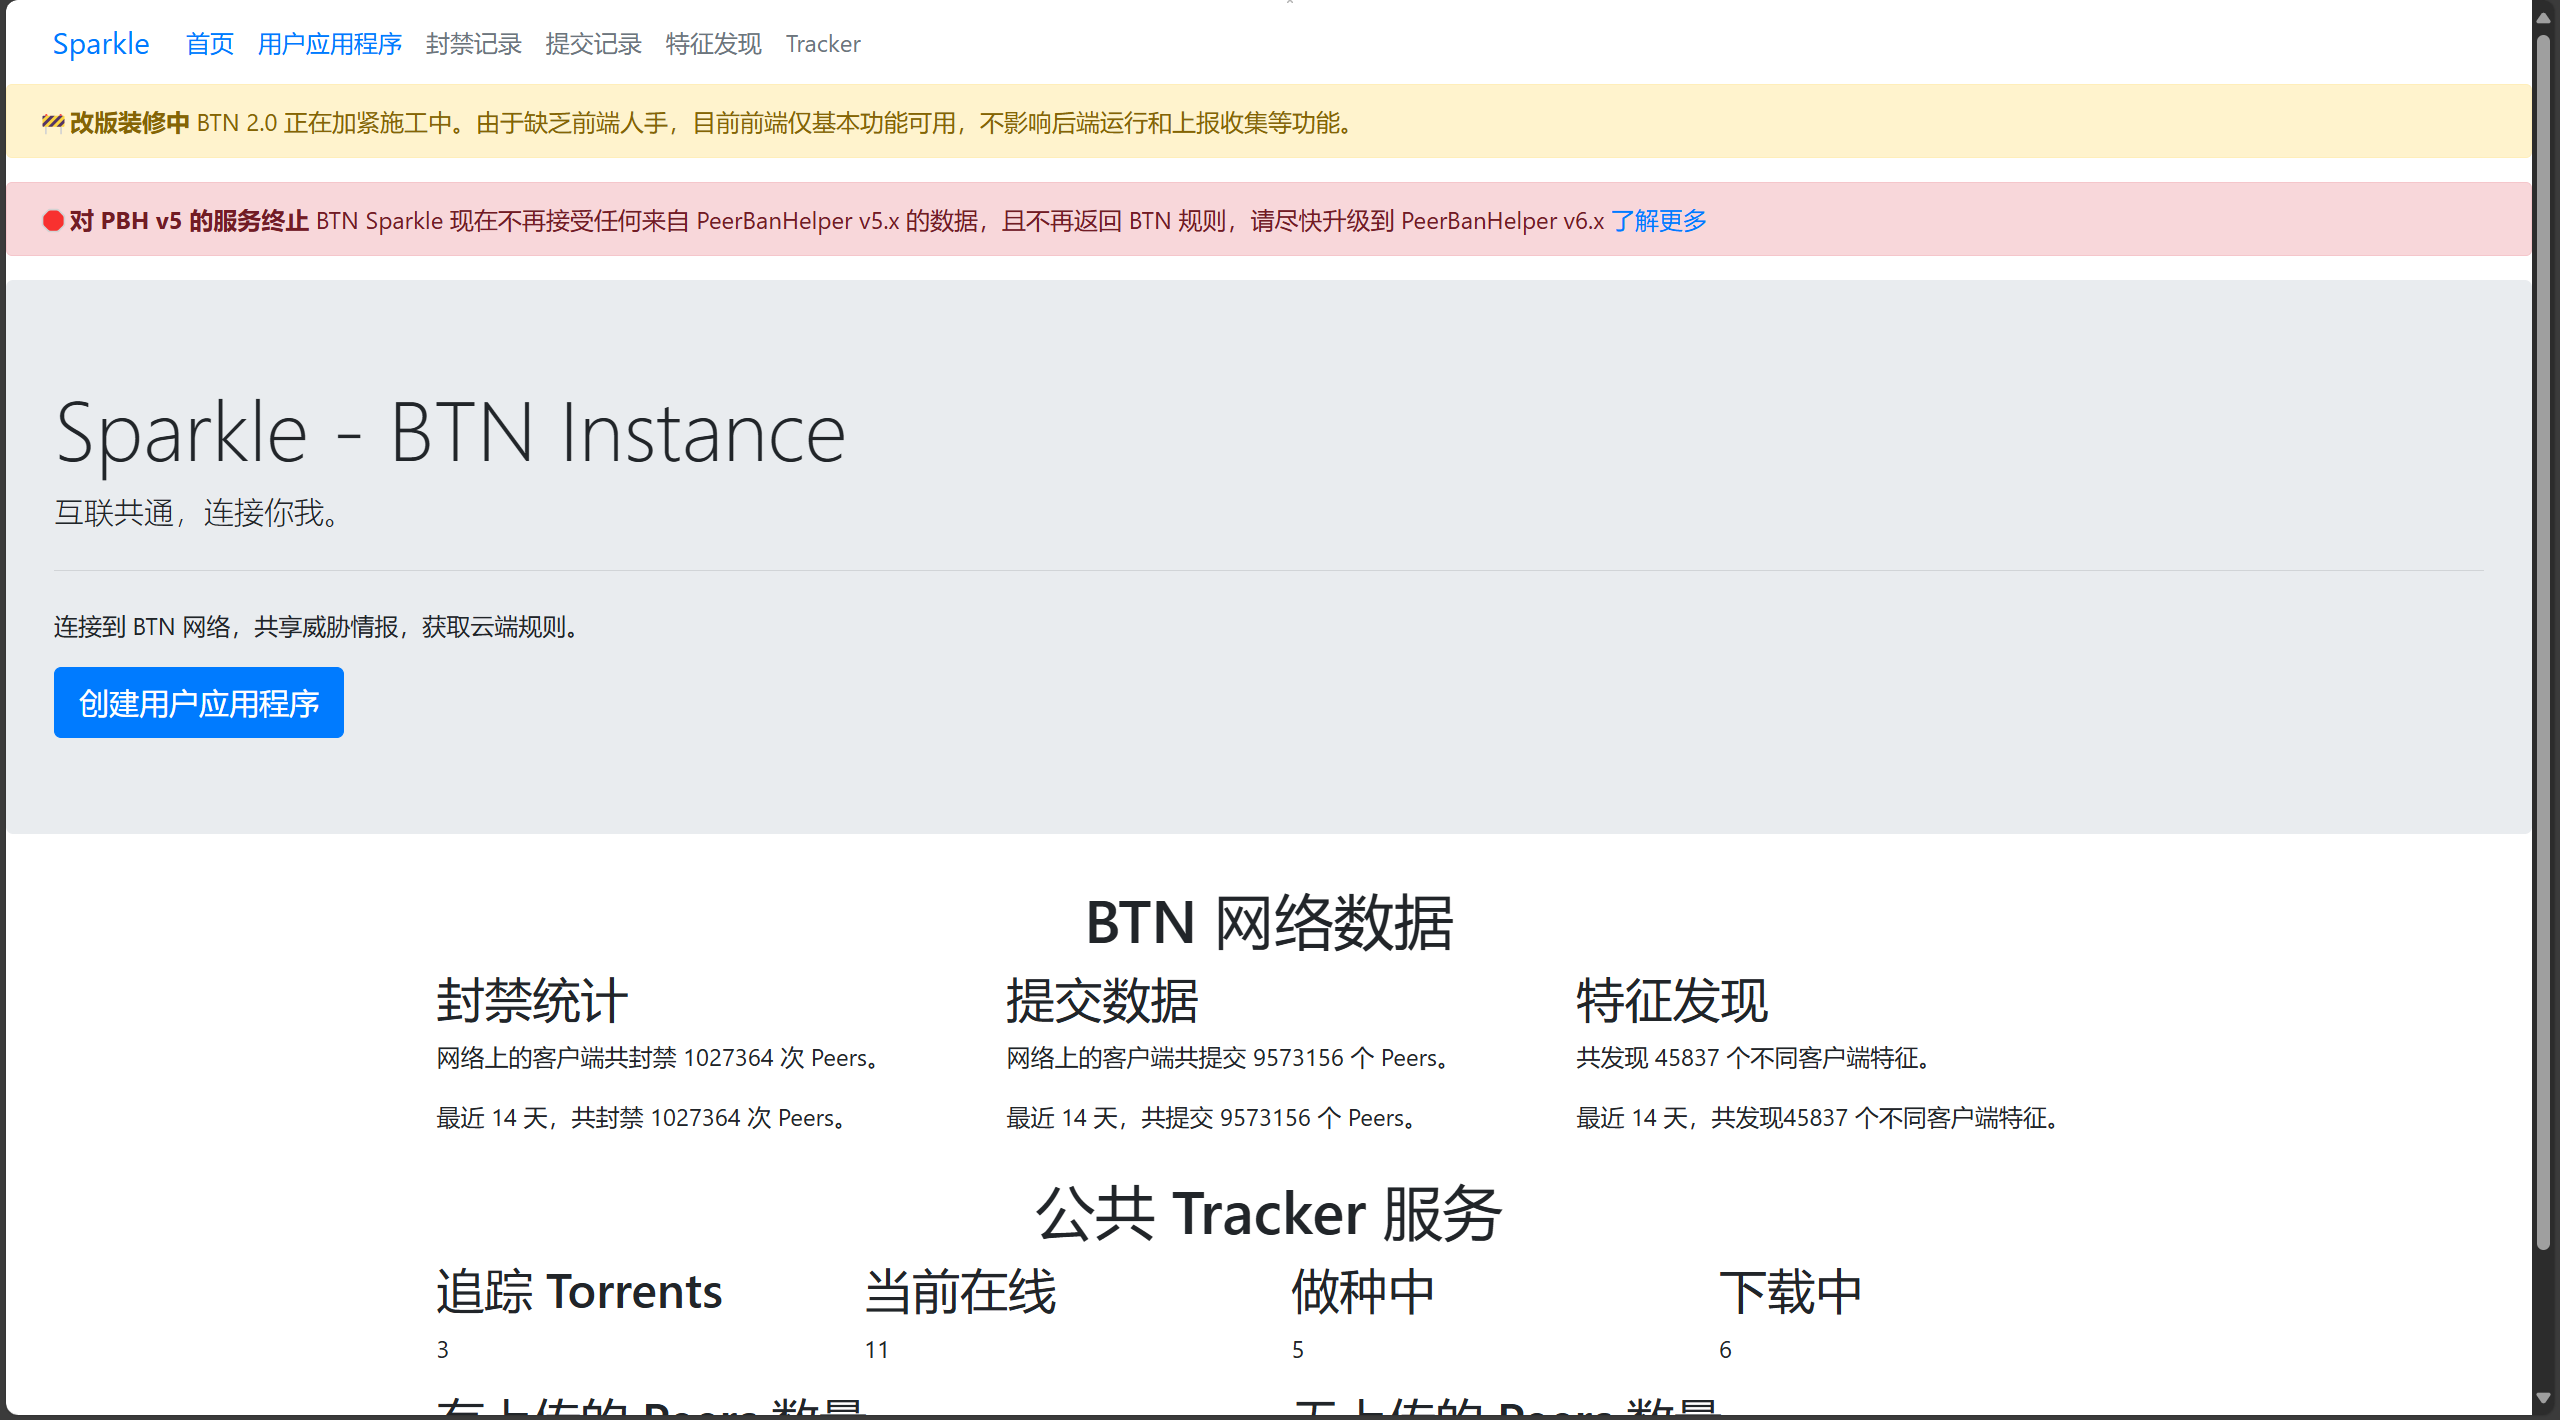 Sparkle 首页 用户应用程序 封禁记录 提交记录 特征发现 Tracker
🚧 改版装修中 BTN 2.0 正在加紧施工中。由于缺乏前端人手，目前前端仅基本功能可用，不影响后端运行和上报收集等功能。
🛑 对 PBH v5 的服务终止 BTN Sparkle 现在不再接受任何来自 PeerBanHelper v5.x 的数据，且不再返回 BTN 规则，请尽快升级到 PeerBanHelper v6.x 了解更多
Sparkle - BTN Instance
互联共通，连接你我。
连接到 BTN 网络，共享威胁情报，获取云端规则。
创建用户应用程序
BTN 网络数据
封禁统计 提交数据 特征发现
网络上的客户端共封禁 1027364 次 Peers。 网络上的客户端共提交 9573156 个 Peers。 共发现 45837 个不同客户端特征。
最近 14 天，共封禁 1027364 次 Peers。 最近 14 天，共提交 9573156 个 Peers。 最近 14 天，共发现45837 个不同客户端特征。
公共 Tracker 服务
追踪 Torrents 当前在线 做种中 下载中
3 11 5 6
有上传的 Peers 数量 无上传的 Peers 数量